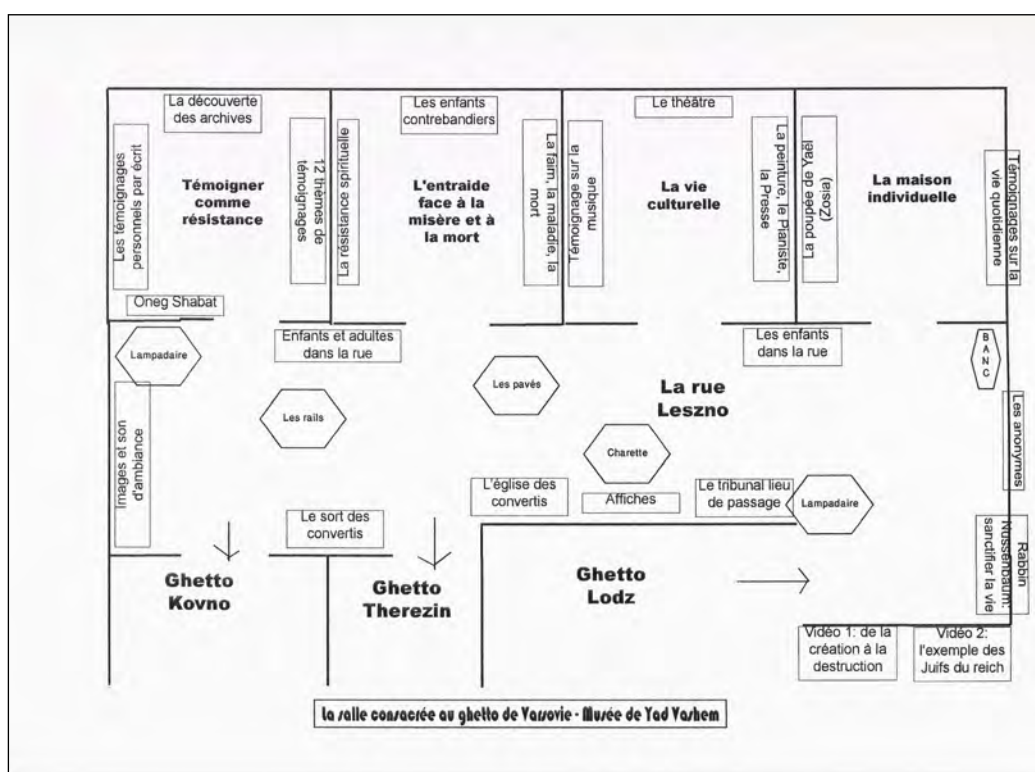 La découverte
des archives
Les témoignages
personnels par écrit
Témoigner
comme
résistance
12 thèmes de
témoignages
Oneg Shabat
La résistance spirituelle
Les enfants
contrebandiers
L'entraide
face à la
misère et à
la mort
La faim, la maladie, la
mort
Témoignage sur la
musique
Le théâtre
La vie
culturelle
La peinture, le Pianiste,
la Presse
La poupée de Yael
(Zosia)
La maison
individuelle
Témoignages sur la
vie quotidienne
Lampadaire
Enfants et adultes
dans la rue
Les enfants
dans la rue
BANC
Les rails
Les pavés
La rue
Leszno
Charette
Images et son
d'ambiance
Les anonymes
L'église des
convertis
Affiches
Le tribunal lieu
de passage
Lampadaire
Le sort des
convertis
Rabbin
Nussenbaum:
sanctifier la vie
Ghetto
Kovno
Ghetto
Therezin
Ghetto
Lodz
Vidéo 1: de la
création à la
destruction
Vidéo 2:
l'exemple des
Juifs du reich
La salle consacrée au ghetto de Varsovie - Musée de Yad Vashem